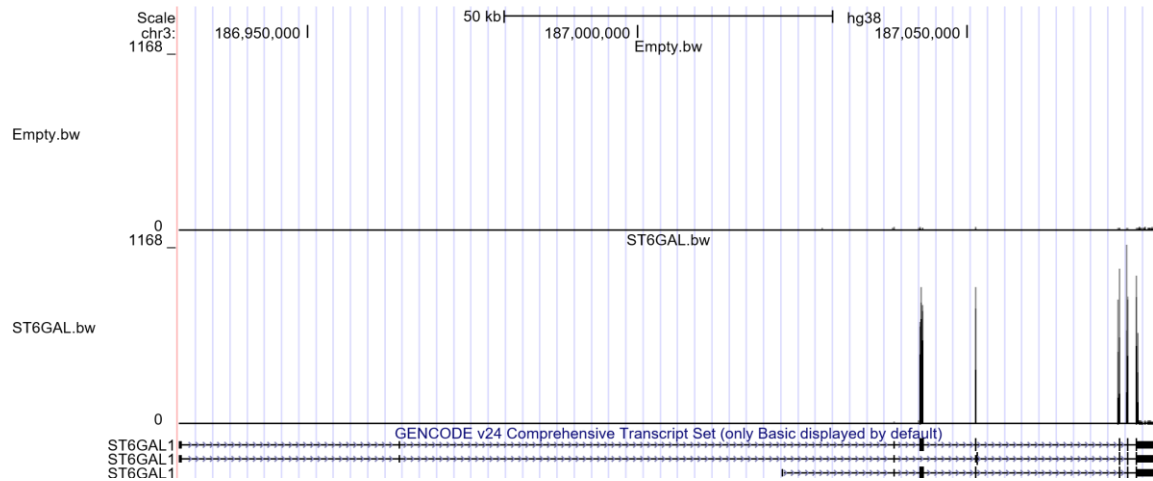 Scale 50 kb hg38
chr3: 186,950,000 187,000,000 187,050,000
1168 _ Empty.bw
Empty.bw
0
1168 _ ST6GAL.bw
ST6GAL.bw
0
GENCODE v24 Comprehensive Transcript Set (only Basic displayed by default)
ST6GAL1
ST6GAL1
ST6GAL1